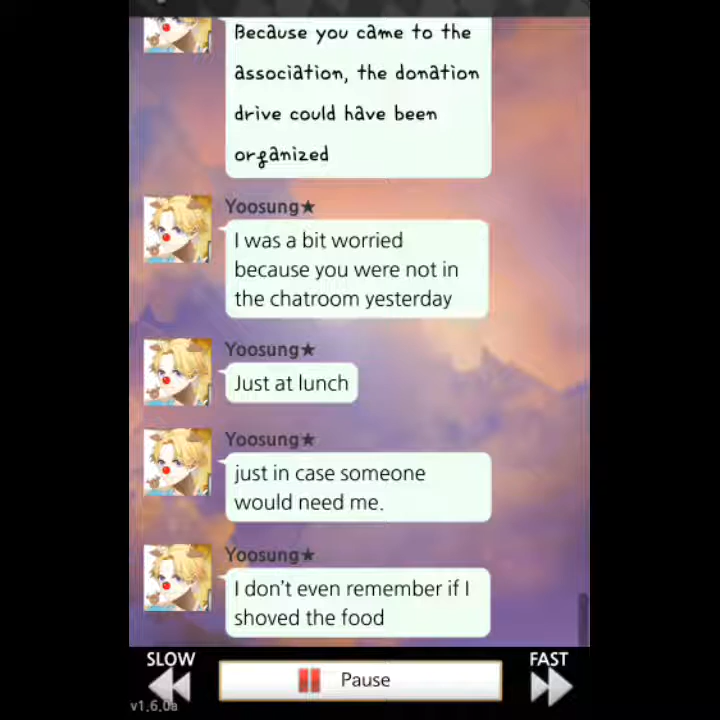 Because you came to the
association, the donation
drive could have been
organized
Yoosung★
I was a bit worried
because you were not in
the chatroom yesterday
Yoosung★
Just at lunch
Yoosung★
just in case someone
would need me.
Yoosung★
I don't even remember if I
shoved the food
SLOW
Pause
FAST
v1.6.0a